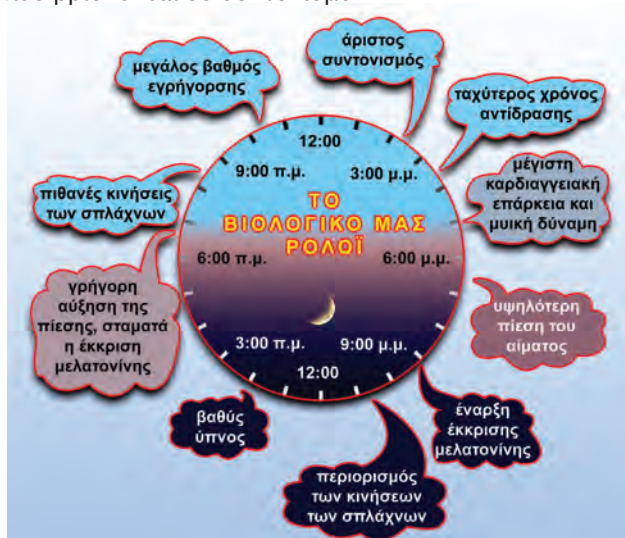 άριστος
συντονισμός
μεγάλος βαθμός
εγρήγορσης
ταχύτερος χρόνος
αντίδρασης
12:00
9:00 π.μ.
3:00 μ.μ.
μέγιστη
καρδιαγγειακή
επάρκεια και
μυική δύναμη
πιθανές κινήσεις
των σπλάχνων
ΤΟ
ΒΙΟΛΟΓΙΚΟ ΜΑΣ
ΡΟΛΟΪ
6:00 π.μ.
6:00 μ.μ.
γρήγορη
αύξηση της
πίεσης, σταματά
η έκκριση
μελατονίνης
υψηλότερη
πίεση του
αίματος
3:00 π.μ.
9:00 μ.μ.
12:00
βαθύς
ύπνος
έναρξη
έκκρισης
μελατονίνης
περιορισμός
των κινήσεων
των σπλάχνων